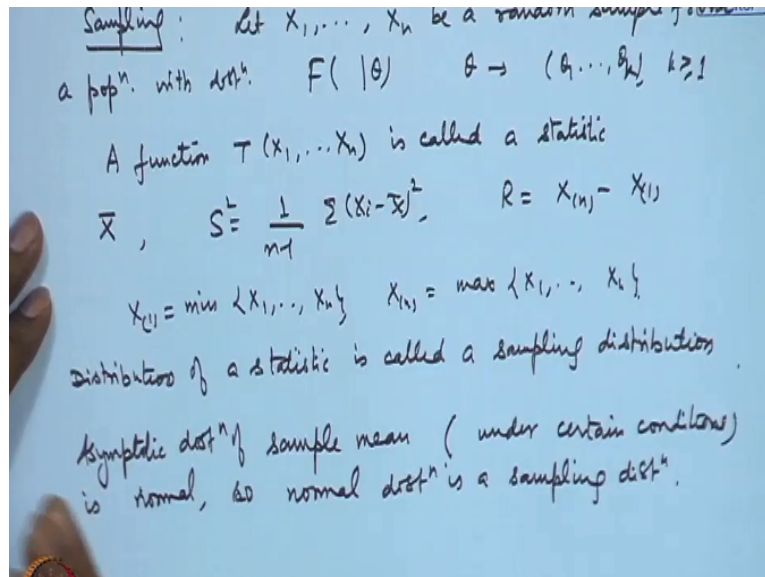 Sampling : Let X₁, ..., Xₙ be a random sample from
a popⁿ. with distⁿ. F( |θ) θ → (θ₁, ..., θₖ), k ≥ 1
A function T (X₁, ... Xₙ) is called a statistic
X̄ , S² = 1/(n-1) Σ (Xi - X̄)², R = X₍ₙ₎ - X₍₁₎
X₍₁₎ = min {X₁, .., Xₙ}, X₍ₙ₎ = max {X₁, .., Xₙ}
Distribution of a statistic is called a sampling distribution.
Asymptotic distⁿ of sample mean ( under certain conditions)
is normal, so normal distⁿ is a sampling distⁿ.